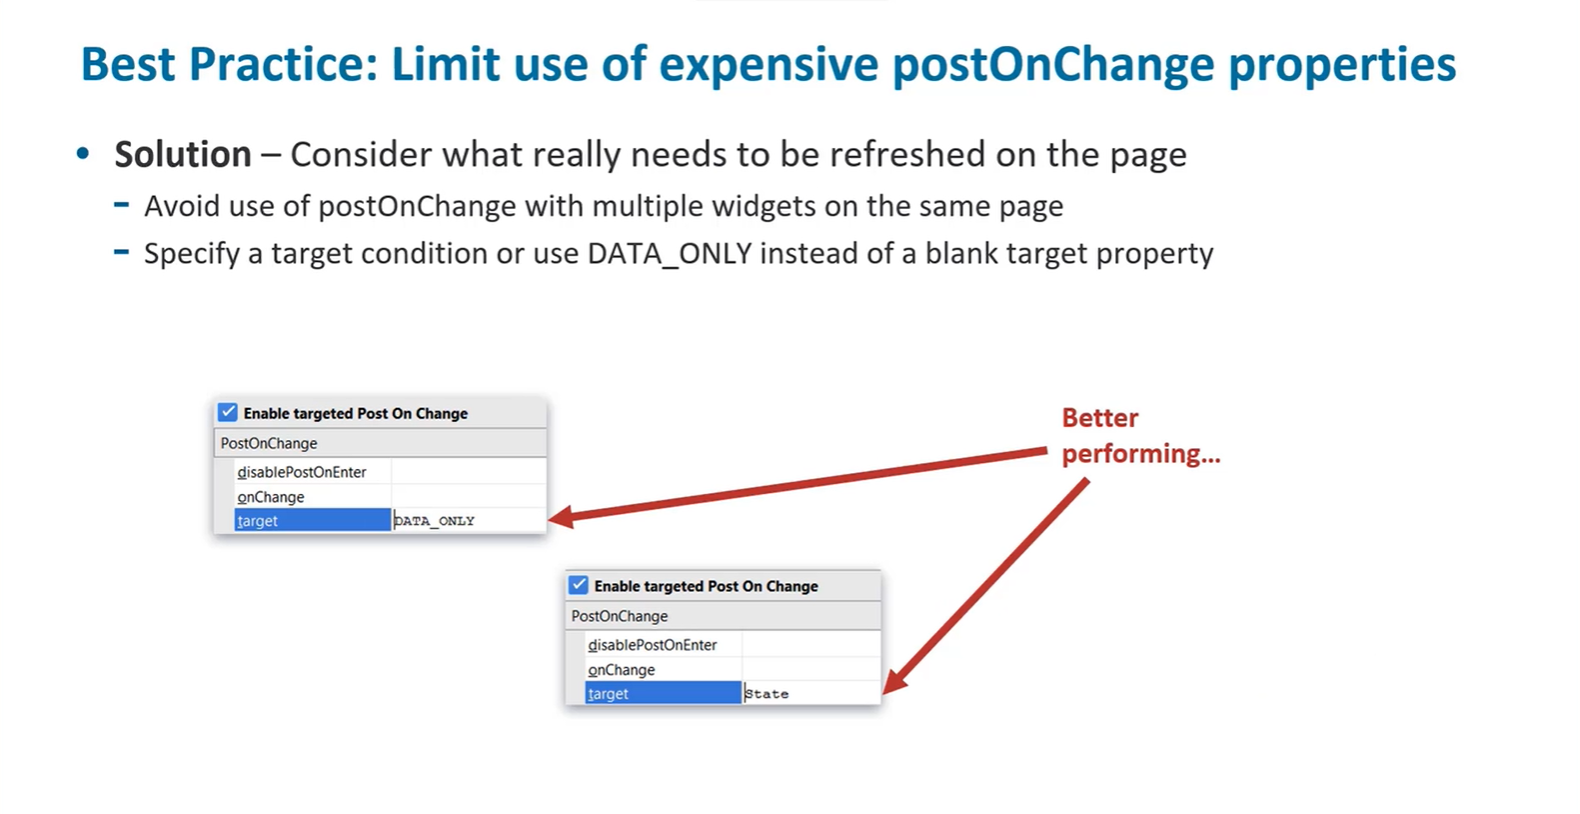 Best Practice: Limit use of expensive postOnChange properties
• Solution – Consider what really needs to be refreshed on the page
– Avoid use of postOnChange with multiple widgets on the same page
– Specify a target condition or use DATA_ONLY instead of a blank target property
Enable targeted Post On Change
PostOnChange
disablePostOnEnter
onChange
target DATA_ONLY
Better
performing...
Enable targeted Post On Change
PostOnChange
disablePostOnEnter
onChange
target State